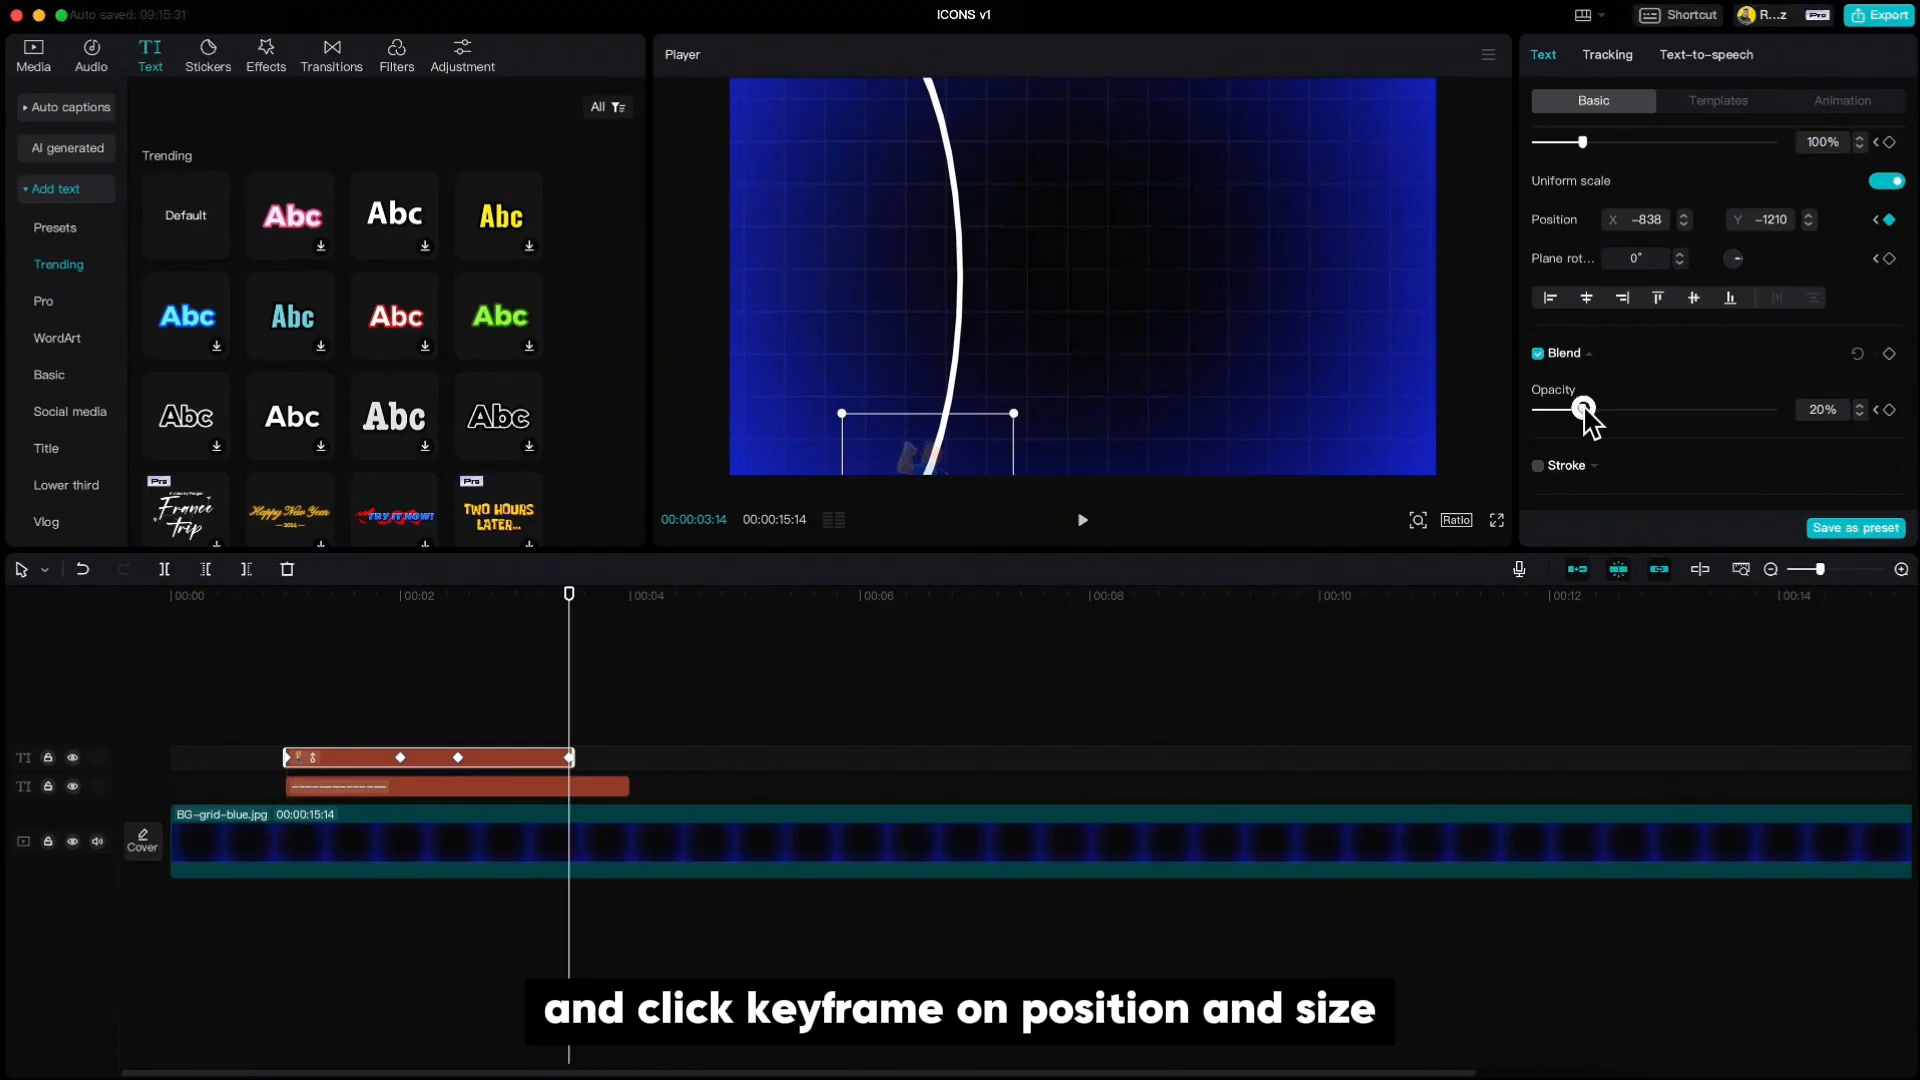 Auto saved: 09:15:31
ICONS v1
Shortcut
R...z
Pro
Export
Media
Audio
TI
Text
Stickers
Effects
Transitions
Filters
Adjustment
Auto captions
AI generated
Add text
Presets
Trending
Pro
WordArt
Basic
Social media
Title
Lower third
Vlog
All
Trending
Default
Abc
Abc
Abc
Abc
Abc
Abc
Abc
Abc
Abc
Abc
Abc
Pro
France
Trip
Happy New Year
2024
TRY IT NOW!
Pro
TWO HOURS
LATER...
Player
00:00:03:14
00:00:15:14
Ratio
Text
Tracking
Text-to-speech
Basic
Templates
Animation
100%
Uniform scale
Position
X -838
Y -1210
Plane rot...
0°
Blend
Opacity
20%
Stroke
Save as preset
00:00
00:02
00:04
00:06
00:08
00:10
00:12
00:14
TI
TI
BG-grid-blue.jpg 00:00:15:14
Cover
and click keyframe on position and size